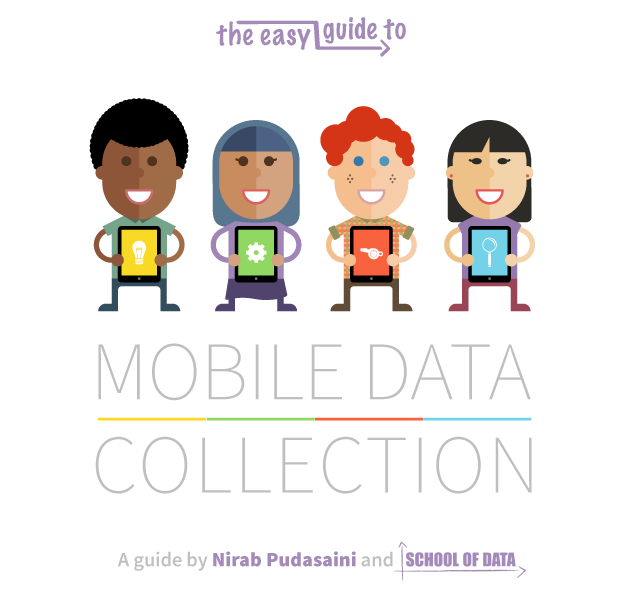 the easy guide to
MOBILE DATA
COLLECTION
A guide by Nirab Pudasaini and SCHOOL OF DATA